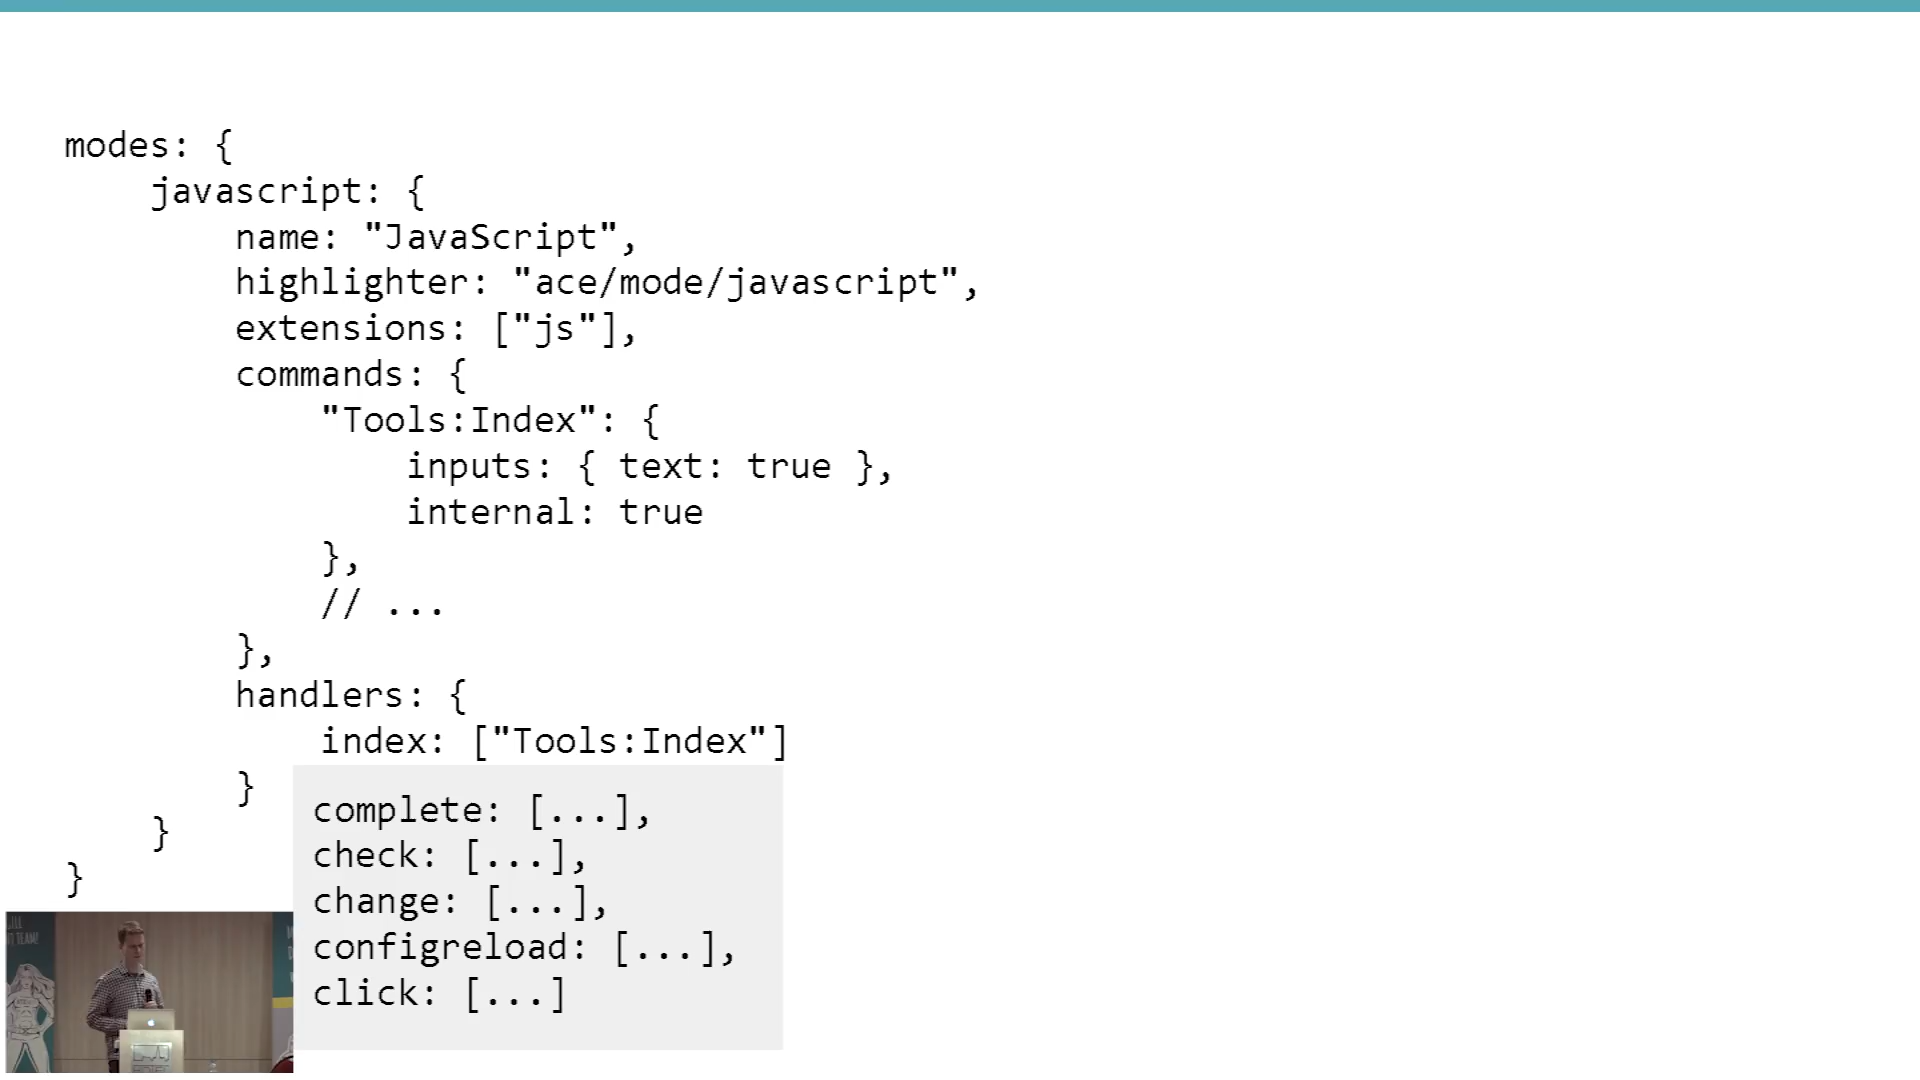 modes: {
javascript: {
name: "JavaScript",
highlighter: "ace/mode/javascript",
extensions: ["js"],
commands: {
"Tools:Index": {
inputs: { text: true },
internal: true
},
// ...
},
handlers: {
index: ["Tools:Index"]
}
}
}
complete: [...],
check: [...],
change: [...],
configreload: [...],
click: [...]
TEAM!